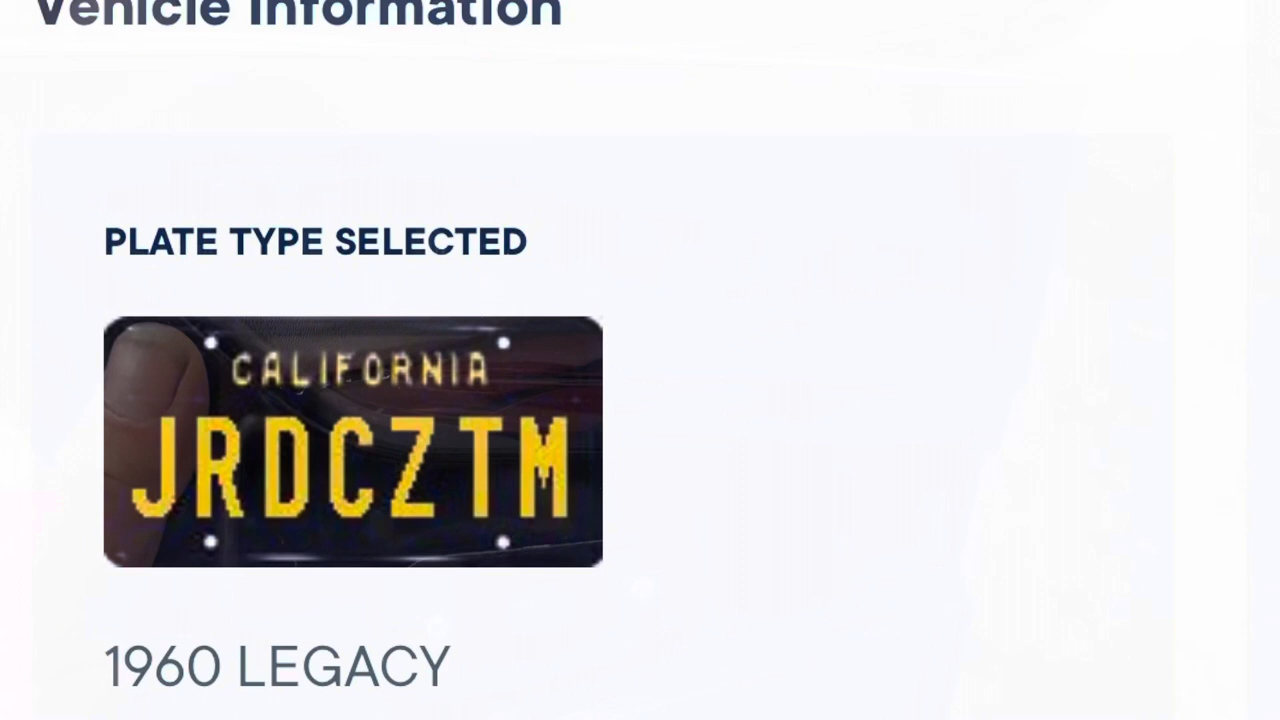 Vehicle Information
PLATE TYPE SELECTED
CALIFORNIA
JRDCZTM
1960 LEGACY